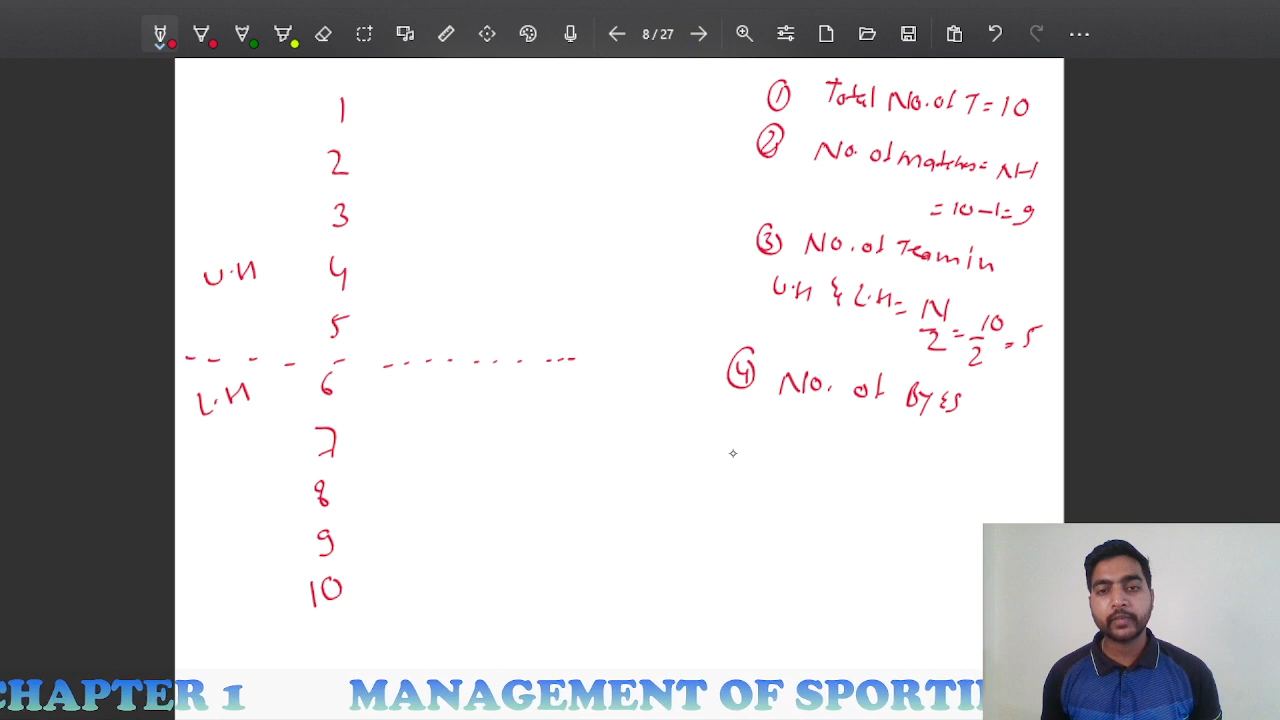 8 / 27
1
2
3
U.H 4
5
L.H 6
7
8
9
10
① Total No. of T = 10
② No. of matches = N-1
= 10 - 1 = 9
③ No. of Team in
U.H & L.H = N/2 = 10/2 = 5
④ No. of Byes
CHAPTER 1 MANAGEMENT OF SPORTI